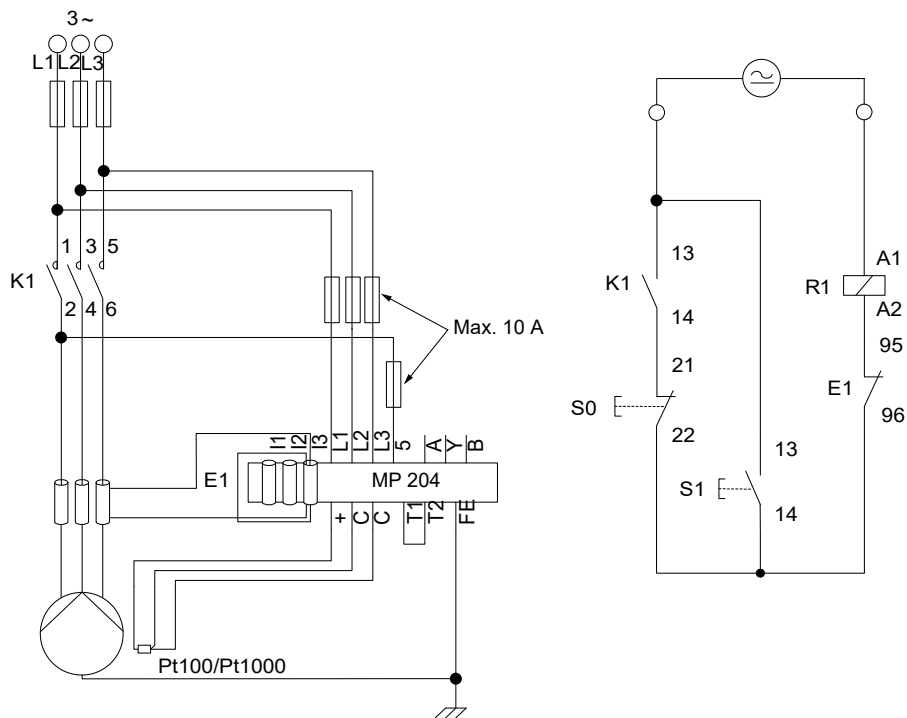 3~
L1 L2 L3
1 3 5
K1
2 4 6
Max. 10 A
I1 I2 I3 L1 L2 L3 5 A Y B
E1
MP 204
+ C C T1 T2 FE
Pt100/Pt1000
13
K1
14
21
S0
22
13
S1
14
A1
R1
A2
95
E1
96